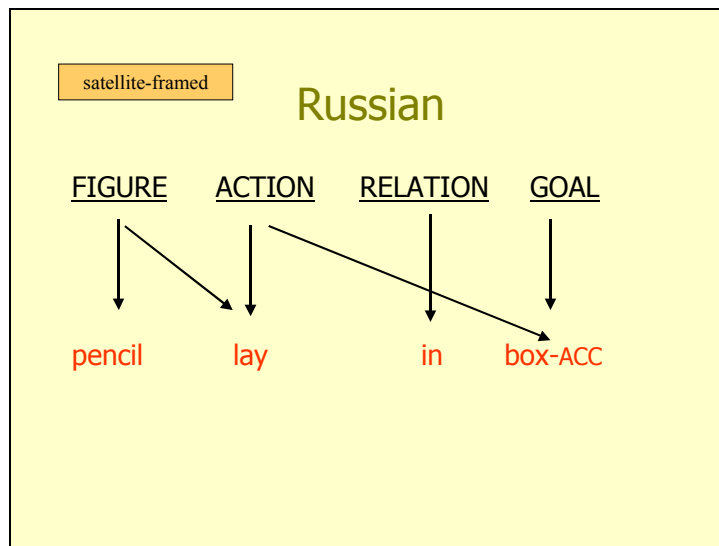 satellite-framed
Russian
FIGURE ACTION RELATION GOAL
pencil lay in box-ACC